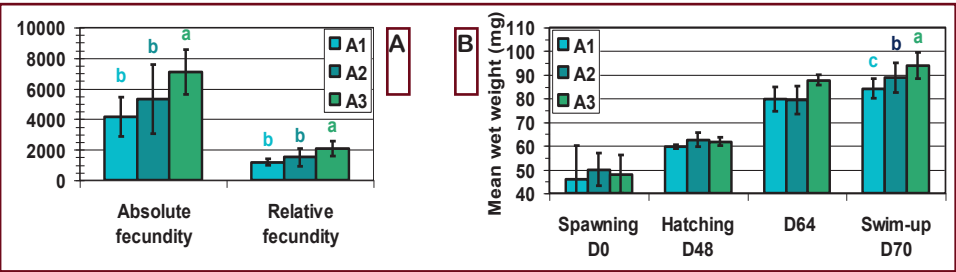 10000
8000
6000
4000
2000
0
b
b
a
b
b
a
A1
A2
A3
Absolute
fecundity
Relative
fecundity
A
B
Mean wet weight (mg)
110
100
90
80
70
60
50
40
A1
A2
A3
c
b
a
Spawning
D0
Hatching
D48
D64
Swim-up
D70